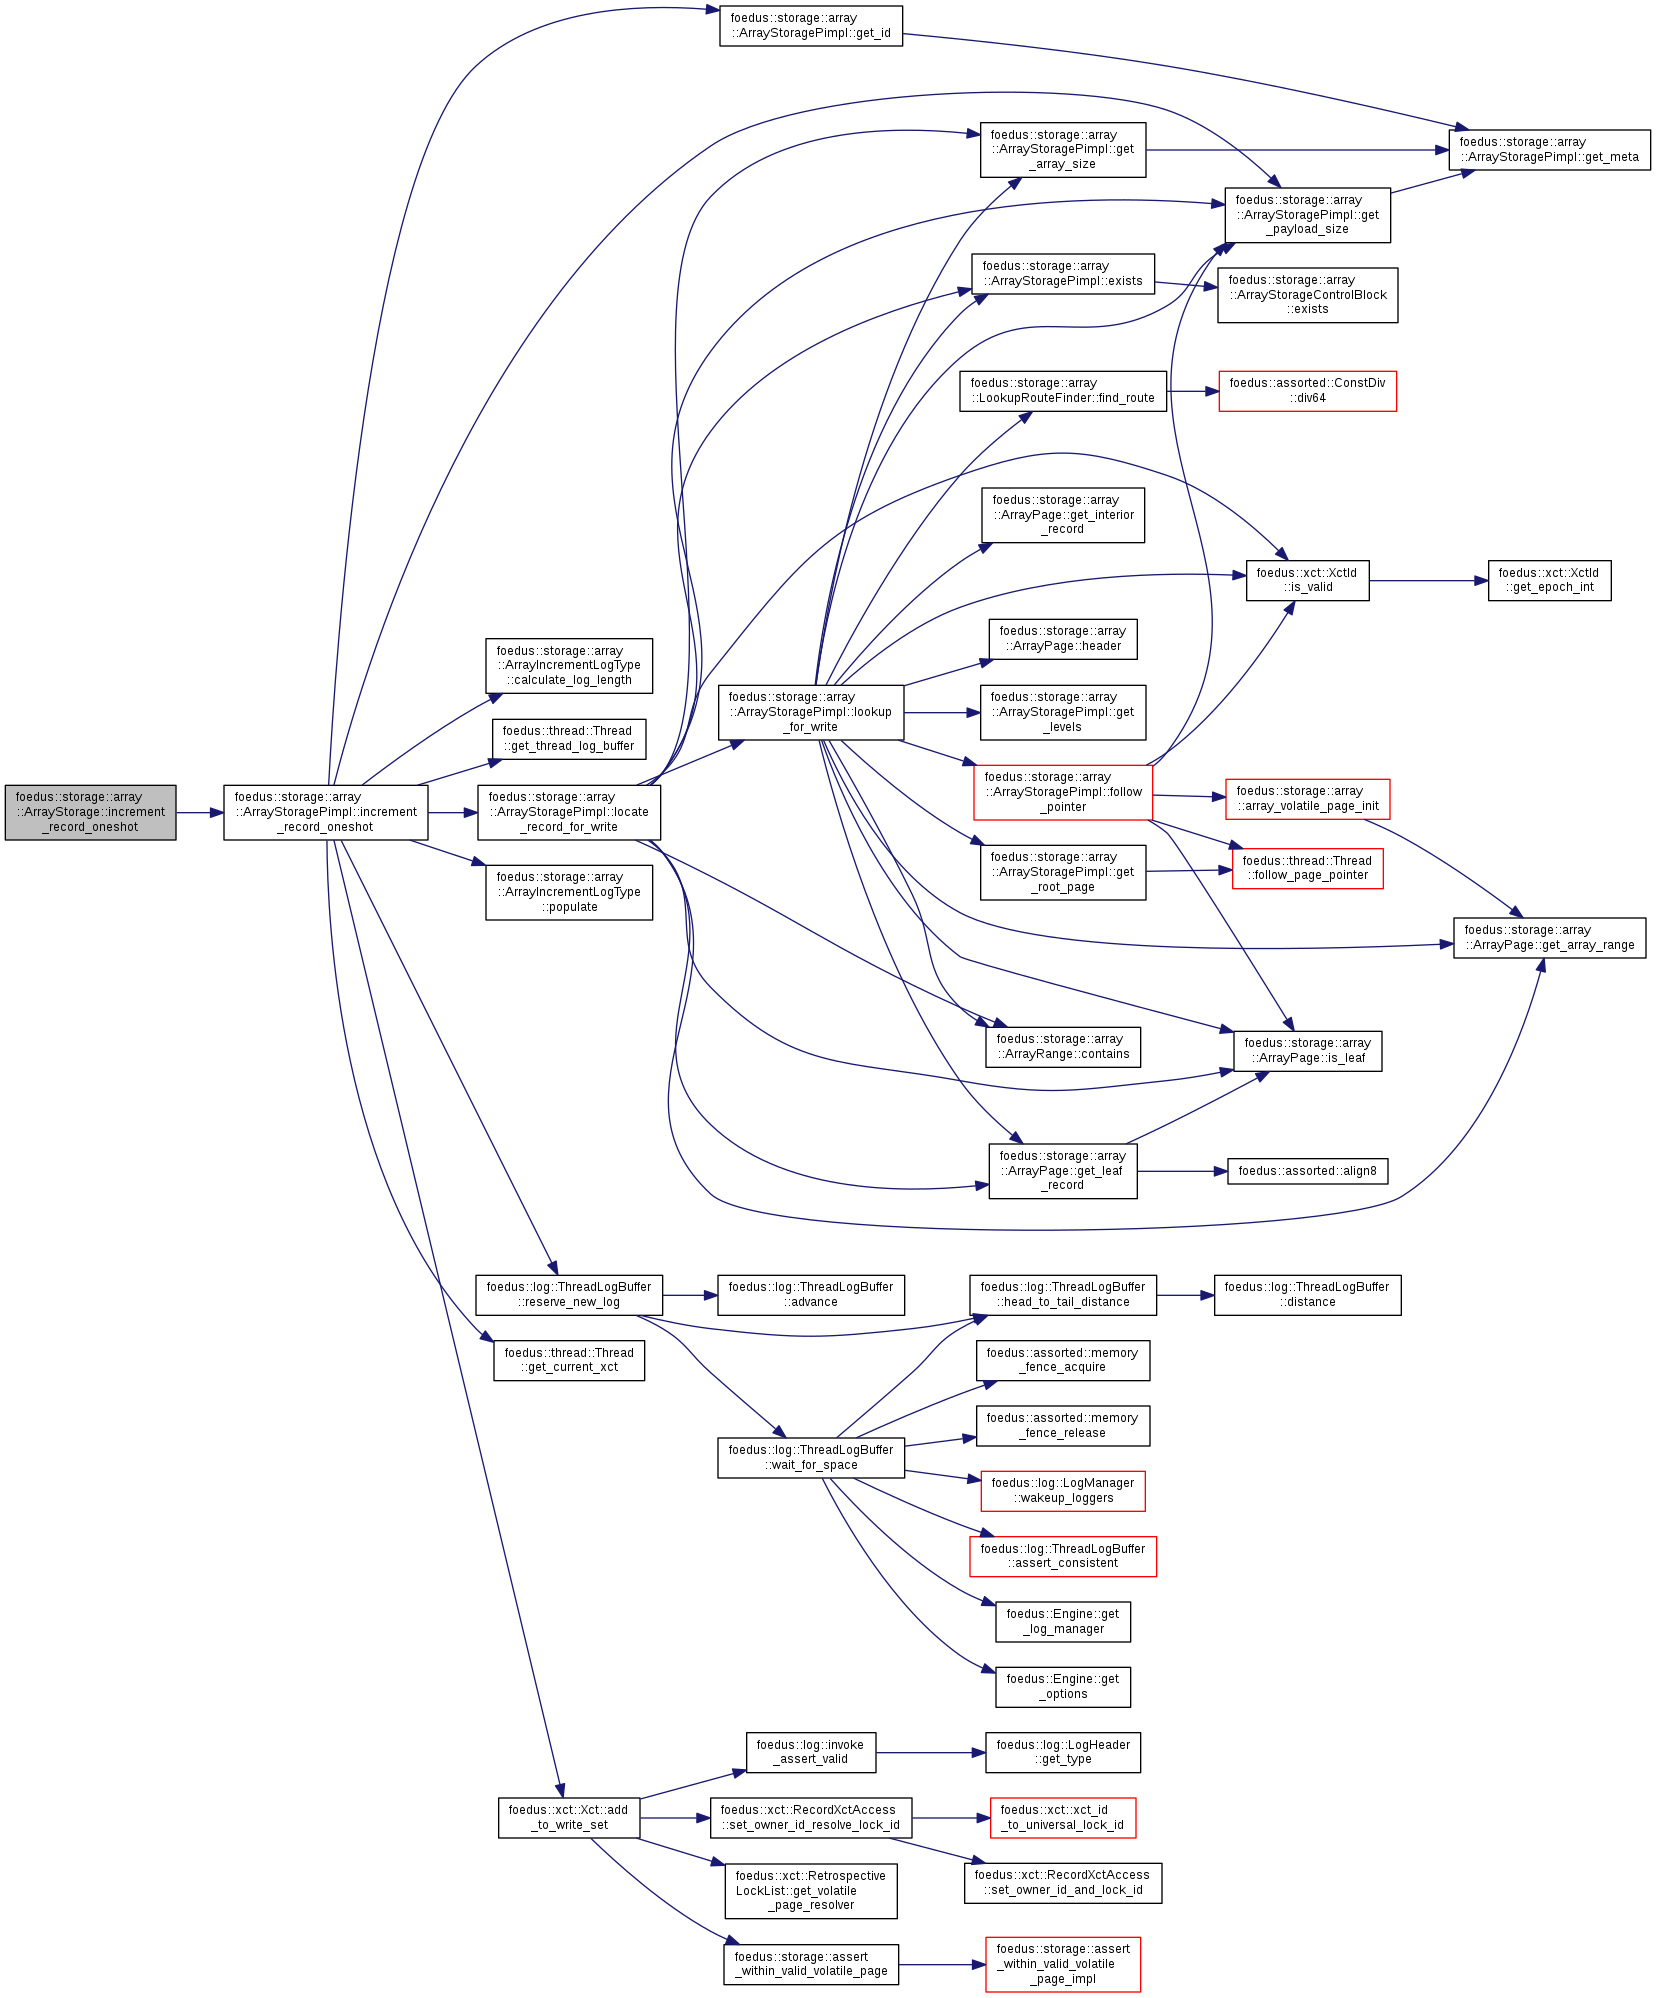 foedus::storage::array
::ArrayStorage::increment
_record_oneshot
foedus::storage::array
::ArrayStoragePimpl::increment
_record_oneshot
foedus::storage::array
::ArrayStoragePimpl::get_id
foedus::storage::array
::ArrayStoragePimpl::get_meta
foedus::storage::array
::ArrayStoragePimpl::get
_array_size
foedus::storage::array
::ArrayStoragePimpl::get
_payload_size
foedus::storage::array
::ArrayStoragePimpl::exists
foedus::storage::array
::ArrayStorageControlBlock
::exists
foedus::storage::array
::LookupRouteFinder::find_route
foedus::assorted::ConstDiv
::div64
foedus::storage::array
::ArrayPage::get_interior
_record
foedus::xct::XctId
::is_valid
foedus::xct::XctId
::get_epoch_int
foedus::storage::array
::ArrayPage::header
foedus::storage::array
::ArrayIncrementLogType
::calculate_log_length
foedus::thread::Thread
::get_thread_log_buffer
foedus::storage::array
::ArrayStoragePimpl::locate
_record_for_write
foedus::storage::array
::ArrayIncrementLogType
::populate
foedus::storage::array
::ArrayStoragePimpl::lookup
_for_write
foedus::storage::array
::ArrayStoragePimpl::get
_levels
foedus::storage::array
::ArrayStoragePimpl::follow
_pointer
foedus::storage::array
::array_volatile_page_init
foedus::storage::array
::ArrayStoragePimpl::get
_root_page
foedus::thread::Thread
::follow_page_pointer
foedus::storage::array
::ArrayPage::get_array_range
foedus::storage::array
::ArrayRange::contains
foedus::storage::array
::ArrayPage::is_leaf
foedus::storage::array
::ArrayPage::get_leaf
_record
foedus::assorted::align8
foedus::log::ThreadLogBuffer
::reserve_new_log
foedus::log::ThreadLogBuffer
::advance
foedus::log::ThreadLogBuffer
::head_to_tail_distance
foedus::log::ThreadLogBuffer
::distance
foedus::thread::Thread
::get_current_xct
foedus::assorted::memory
_fence_acquire
foedus::assorted::memory
_fence_release
foedus::log::ThreadLogBuffer
::wait_for_space
foedus::log::LogManager
::wakeup_loggers
foedus::log::ThreadLogBuffer
::assert_consistent
foedus::Engine::get
_log_manager
foedus::Engine::get
_options
foedus::log::invoke
_assert_valid
foedus::log::LogHeader
::get_type
foedus::xct::Xct::add
_to_write_set
foedus::xct::RecordXctAccess
::set_owner_id_resolve_lock_id
foedus::xct::xct_id
_to_universal_lock_id
foedus::xct::RecordXctAccess
::set_owner_id_and_lock_id
foedus::xct::Retrospective
LockList::get_volatile
_page_resolver
foedus::storage::assert
_within_valid_volatile_page
foedus::storage::assert
_within_valid_volatile
_page_impl